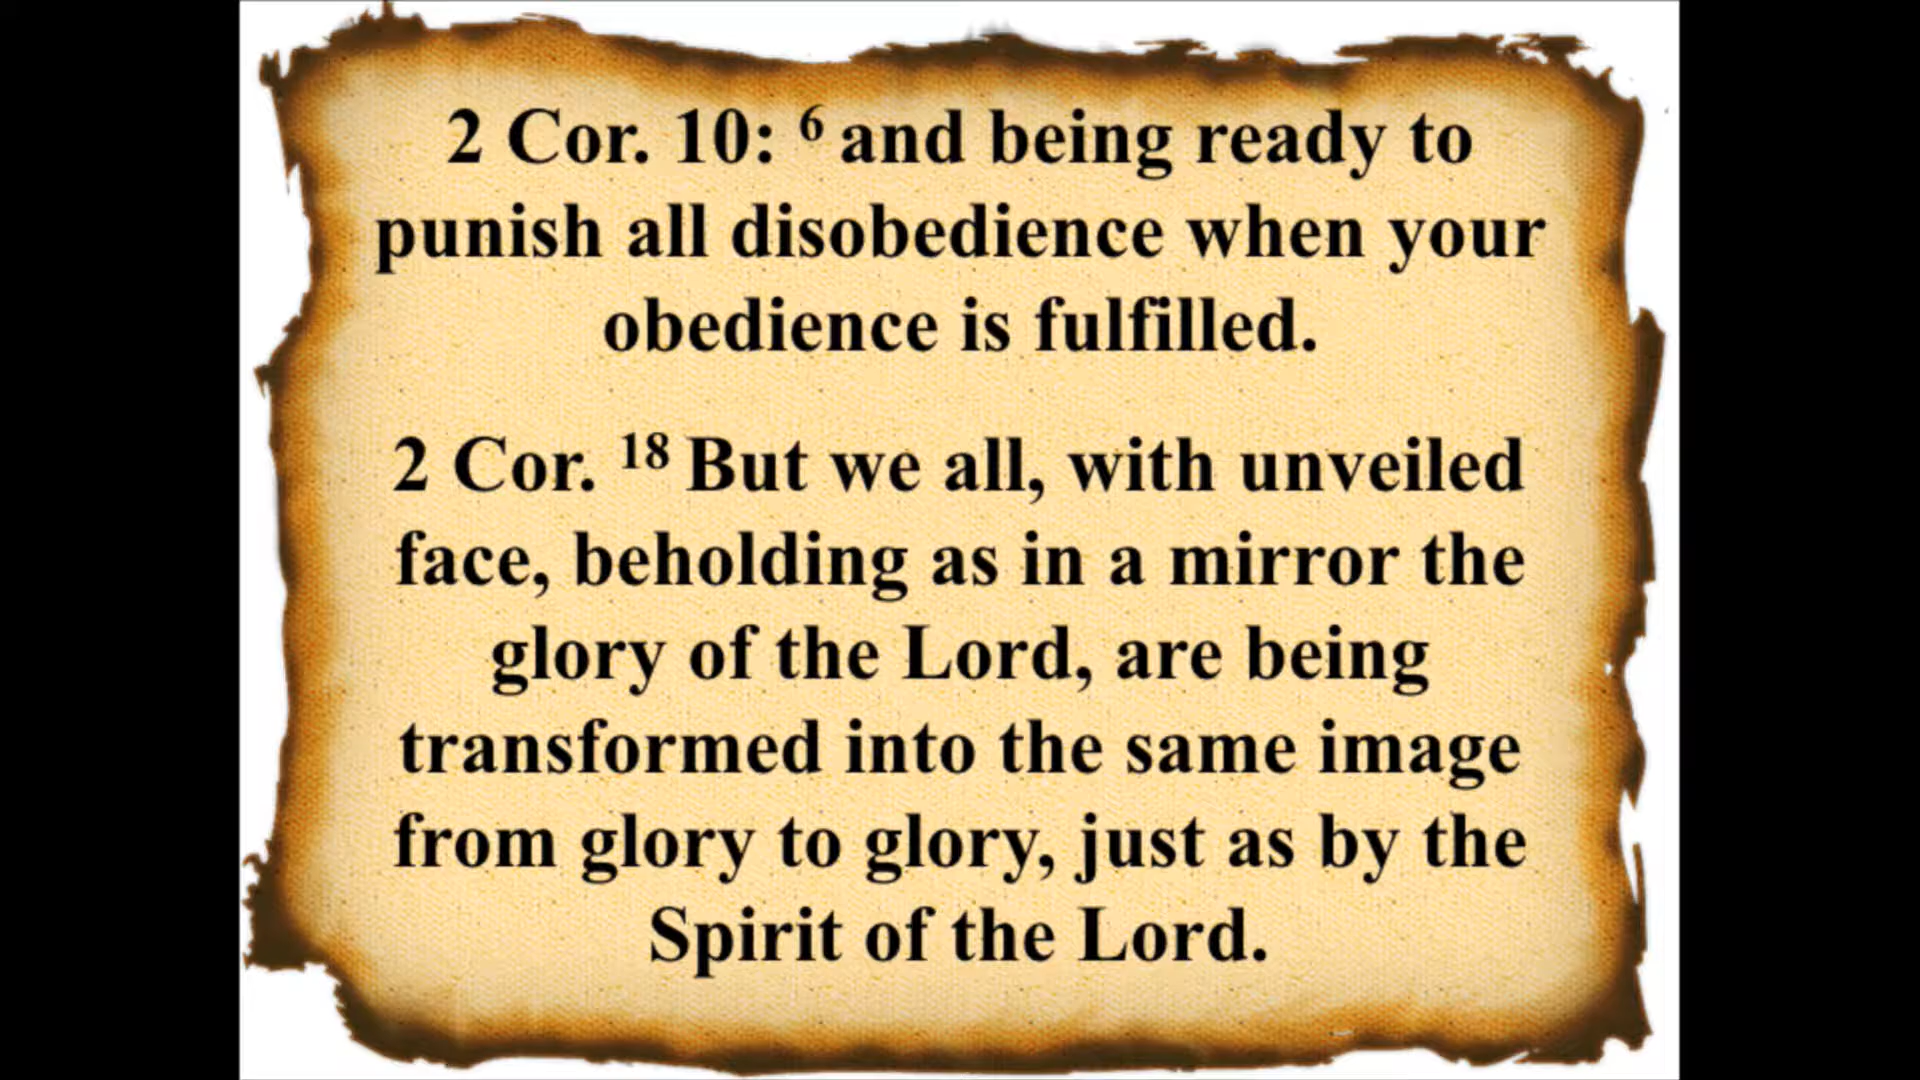 2 Cor. 10: 6 and being ready to
punish all disobedience when your
obedience is fulfilled.
2 Cor. 18 But we all, with unveiled
face, beholding as in a mirror the
glory of the Lord, are being
transformed into the same image
from glory to glory, just as by the
Spirit of the Lord.